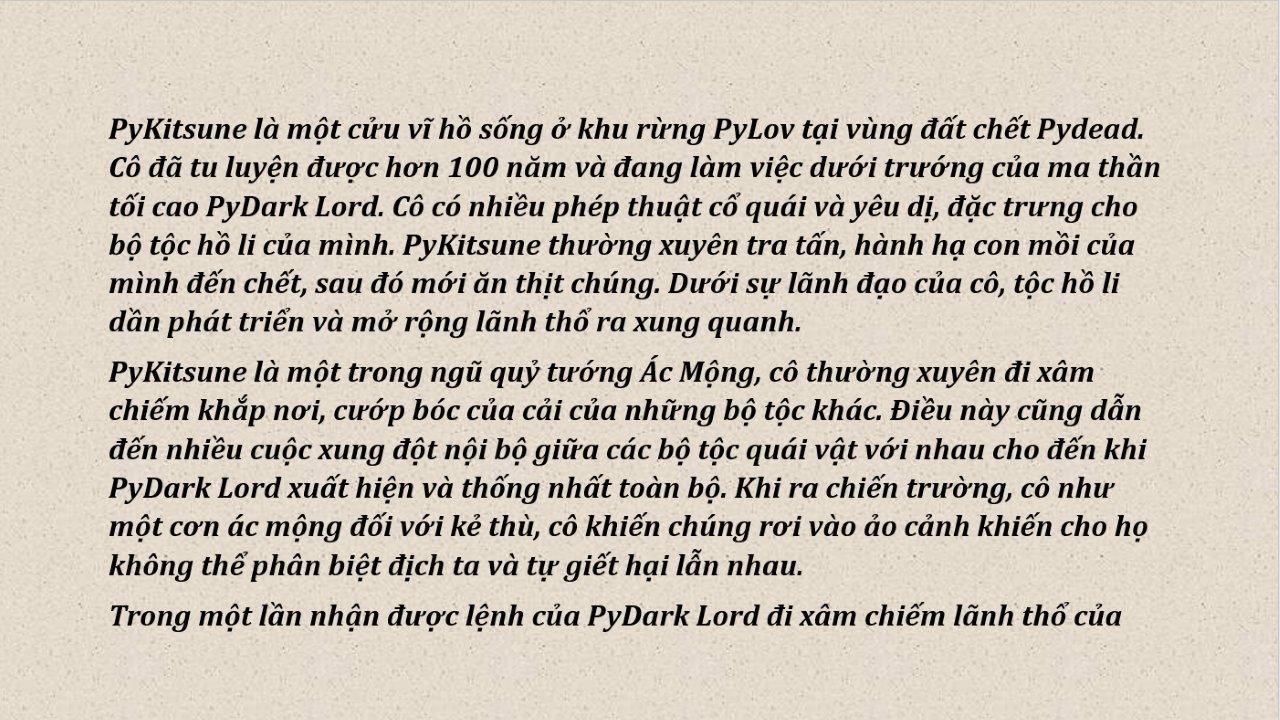 PyKitsune là một cửu vĩ hồ sống ở khu rừng PyLov tại vùng đất chết Pydead.
Cô đã tu luyện được hơn 100 năm và đang làm việc dưới trướng của ma thần
tối cao PyDark Lord. Cô có nhiều phép thuật cổ quái và yêu dị, đặc trưng cho
bộ tộc hồ li của mình. PyKitsune thường xuyên tra tấn, hành hạ con mồi của
mình đến chết, sau đó mới ăn thịt chúng. Dưới sự lãnh đạo của cô, tộc hồ li
dần phát triển và mở rộng lãnh thổ ra xung quanh.
PyKitsune là một trong ngũ quỷ tướng Ác Mộng, cô thường xuyên đi xâm
chiếm khắp nơi, cướp bóc của cải của những bộ tộc khác. Điều này cũng dẫn
đến nhiều cuộc xung đột nội bộ giữa các bộ tộc quái vật với nhau cho đến khi
PyDark Lord xuất hiện và thống nhất toàn bộ. Khi ra chiến trường, cô như
một cơn ác mộng đối với kẻ thù, cô khiến chúng rơi vào ảo cảnh khiến cho họ
không thể phân biệt địch ta và tự giết hại lẫn nhau.
Trong một lần nhận được lệnh của PyDark Lord đi xâm chiếm lãnh thổ của